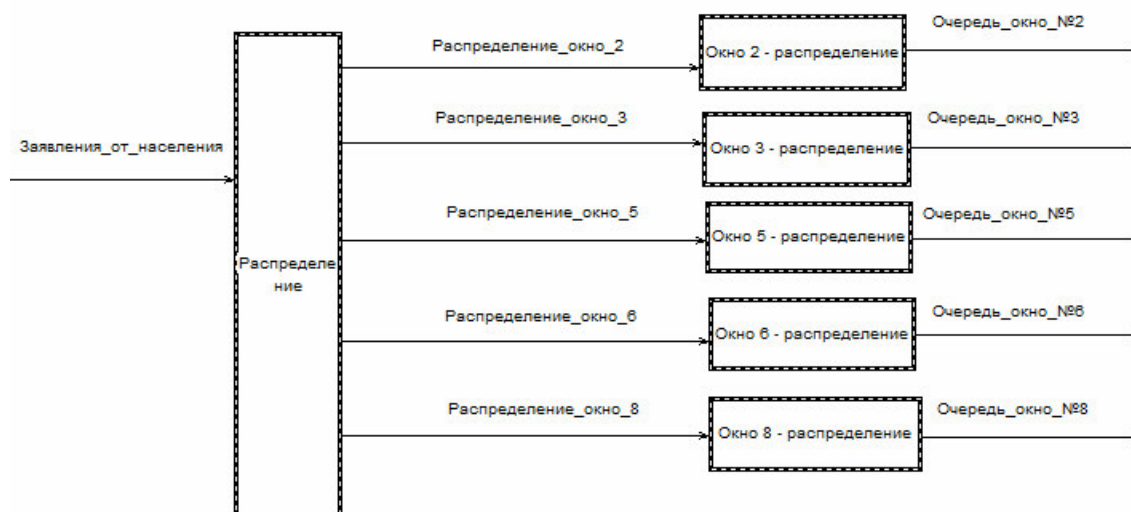 Распределение_окно_2
Окно 2 - распределение
Очередь_окно_№2
Распределение_окно_3
Окно 3 - распределение
Очередь_окно_№3
Заявления_от_населения
Распределе
ние
Распределение_окно_5
Окно 5 - распределение
Очередь_окно_№5
Распределение_окно_6
Окно 6 - распределение
Очередь_окно_№6
Распределение_окно_8
Окно 8 - распределение
Очередь_окно_№8